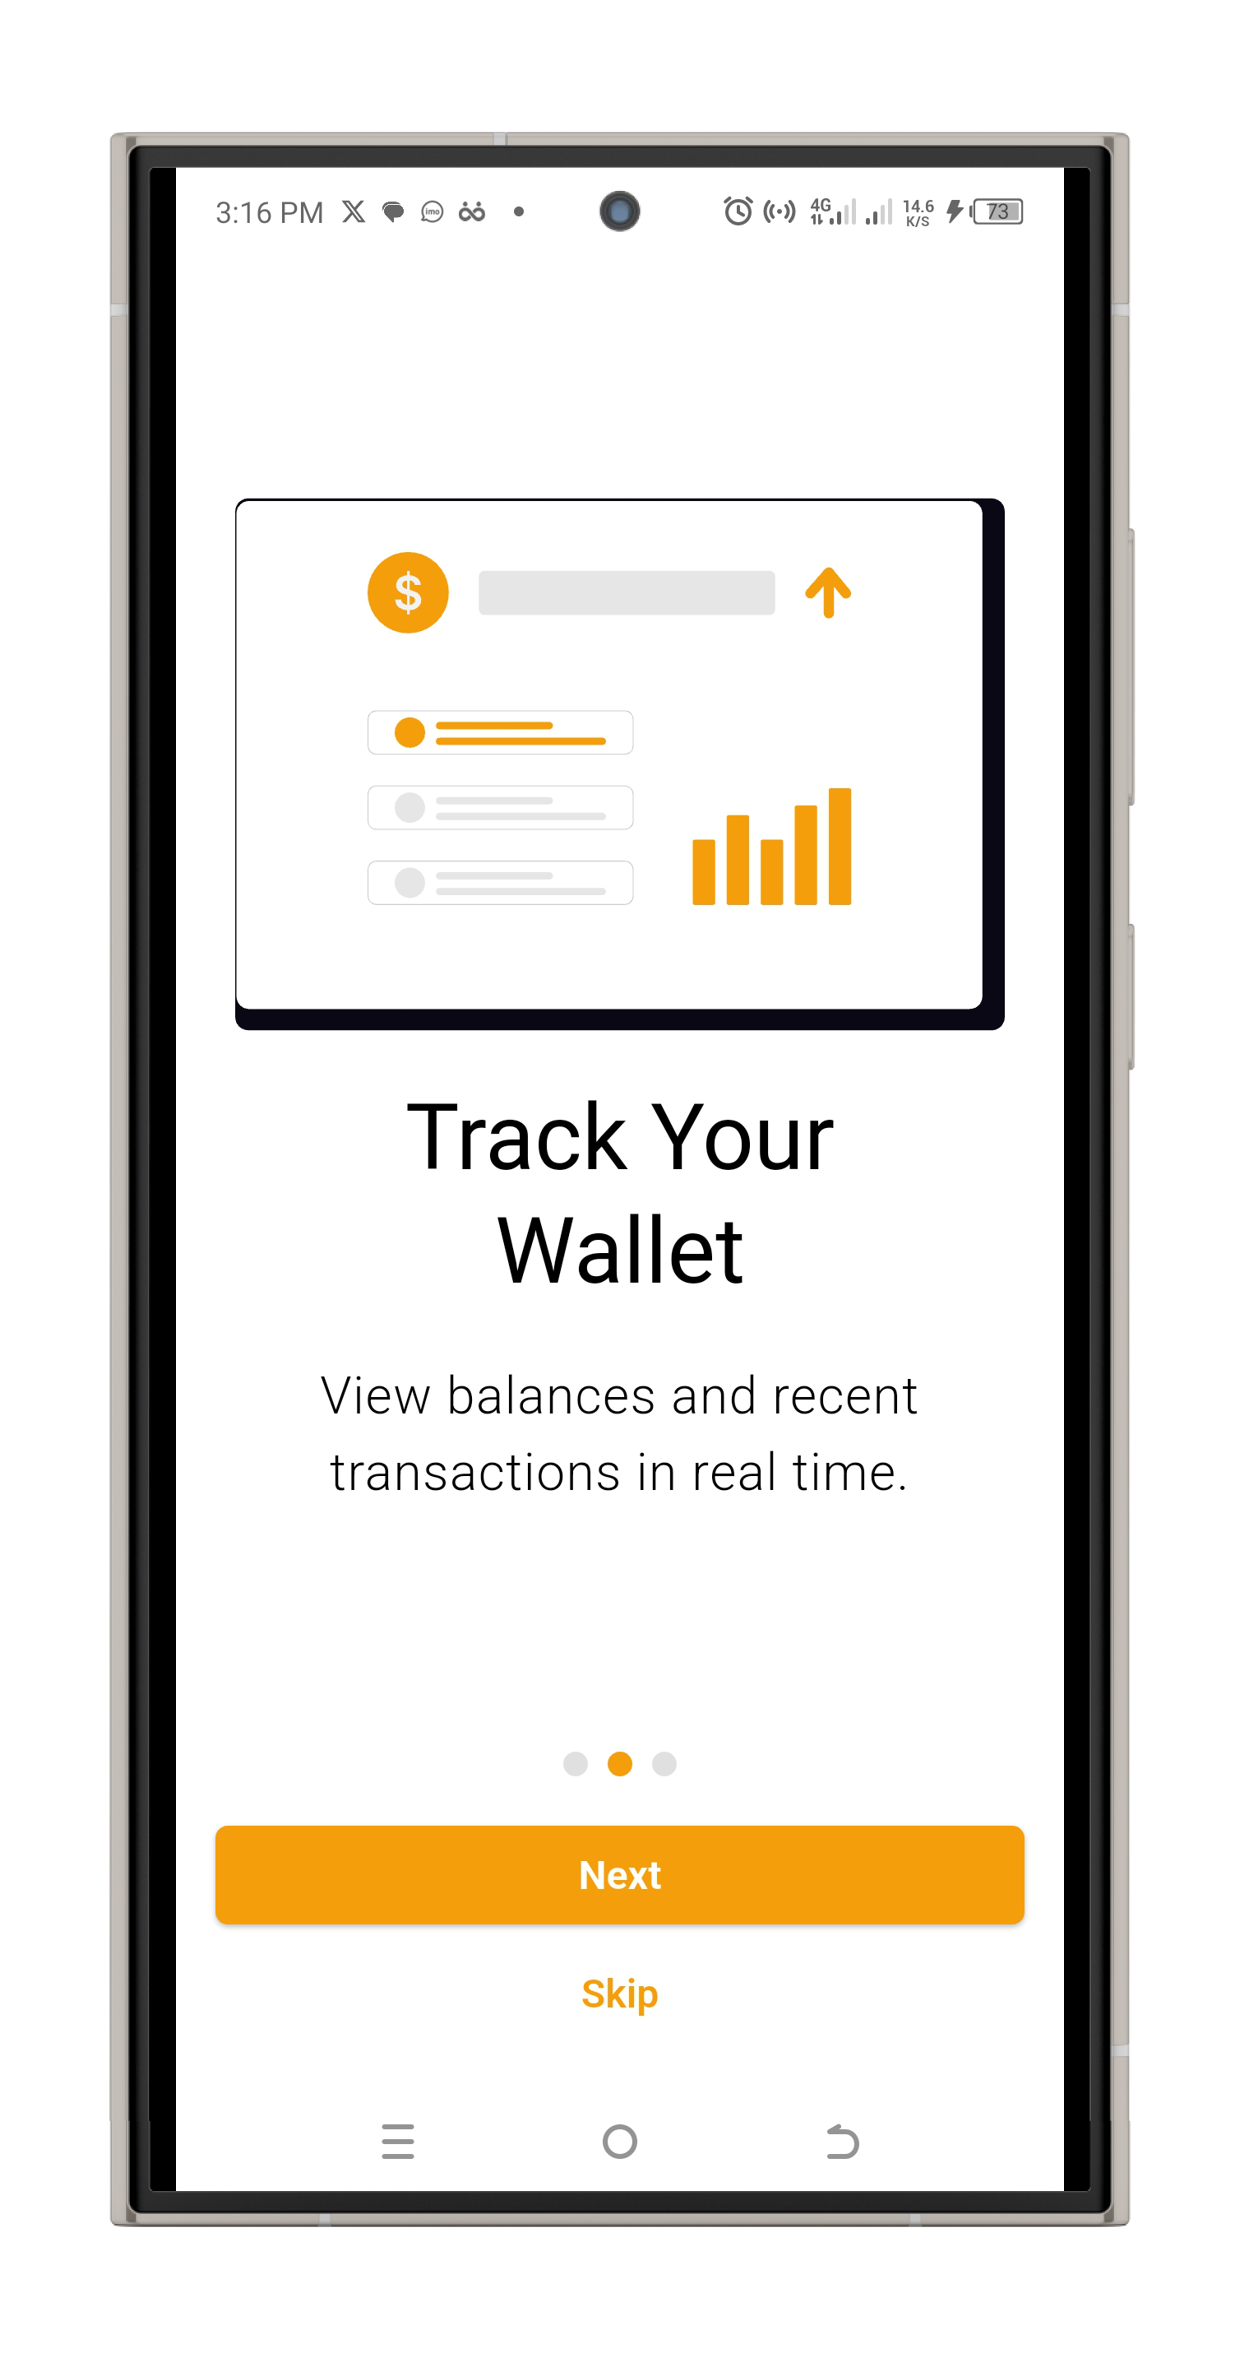 3:16 PM imo 4G 14.6 K/S 73
$
Track Your
Wallet
View balances and recent
transactions in real time.
Next
Skip